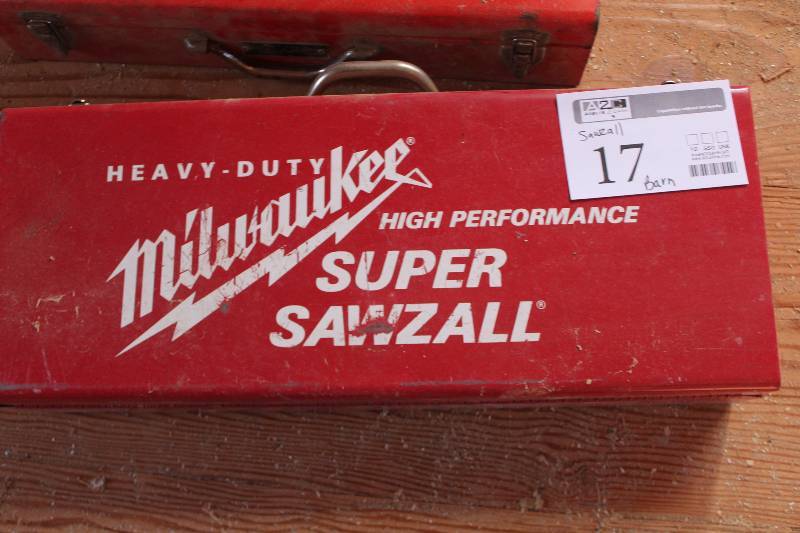 HEAVY-DUTY
Milwaukee®
HIGH PERFORMANCE
SUPER
SAWZALL®
Sawzall
17
Barn